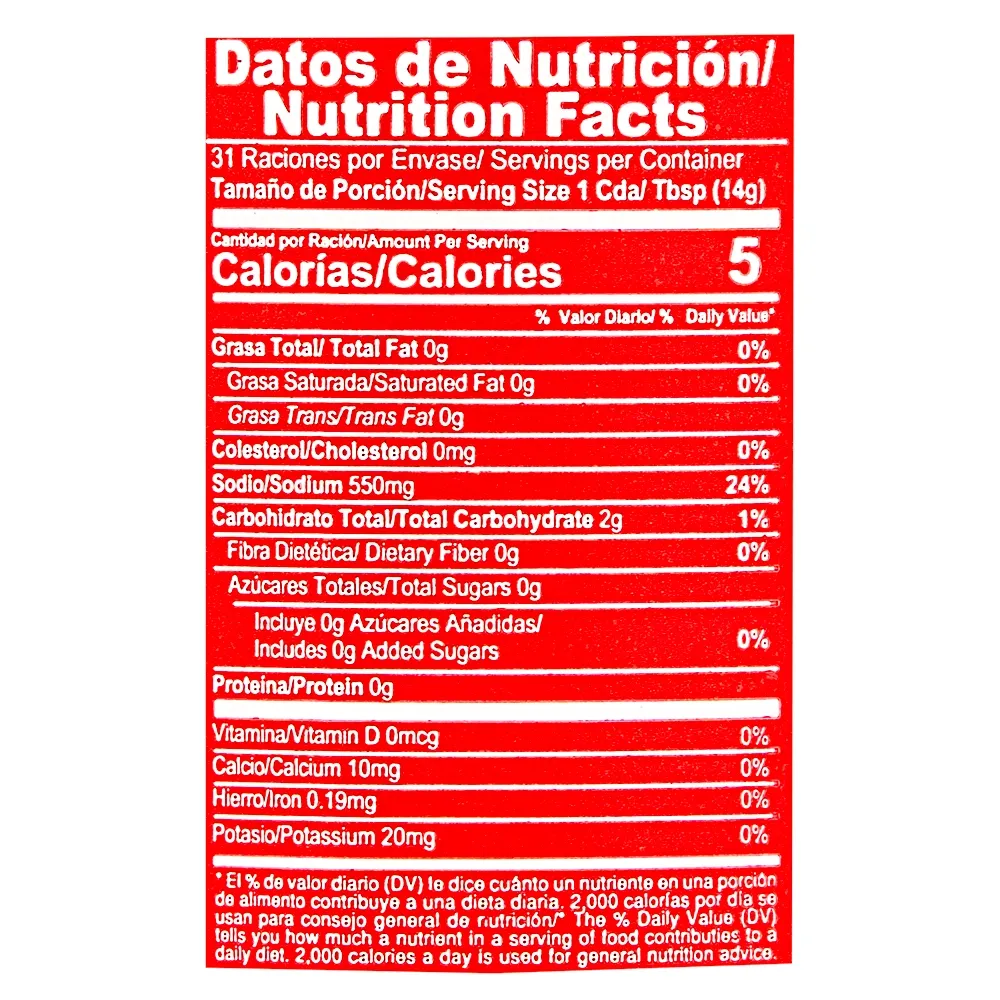 Datos de Nutrición/
Nutrition Facts
31 Raciones por Envase/ Servings per Container
Tamaño de Porción/Serving Size 1 Cda/ Tbsp (14g)
Cantidad por Ración/Amount Per Serving
Calorías/Calories 5
% Valor Diario/ % Daily Value*
Grasa Total/ Total Fat 0g 0%
Grasa Saturada/Saturated Fat 0g 0%
Grasa Trans/Trans Fat 0g
Colesterol/Cholesterol 0mg 0%
Sodio/Sodium 550mg 24%
Carbohidrato Total/Total Carbohydrate 2g 1%
Fibra Dietética/ Dietary Fiber 0g 0%
Azúcares Totales/Total Sugars 0g
Incluye 0g Azúcares Añadidas/
Includes 0g Added Sugars 0%
Proteina/Protein 0g
Vitamina/Vitamin D 0mcg 0%
Calcio/Calcium 10mg 0%
Hierro/Iron 0.19mg 0%
Potasio/Potassium 20mg 0%
* El % de valor diario (DV) le dice cuánto un nutriente en una porción
de alimento contribuye a una dieta diaria. 2,000 calorías por día se
usan para consejo general de nutrición/* The % Daily Value (DV)
tells you how much a nutrient in a serving of food contributies to a
daily diet. 2,000 calories a day is used for general nutrition advice.